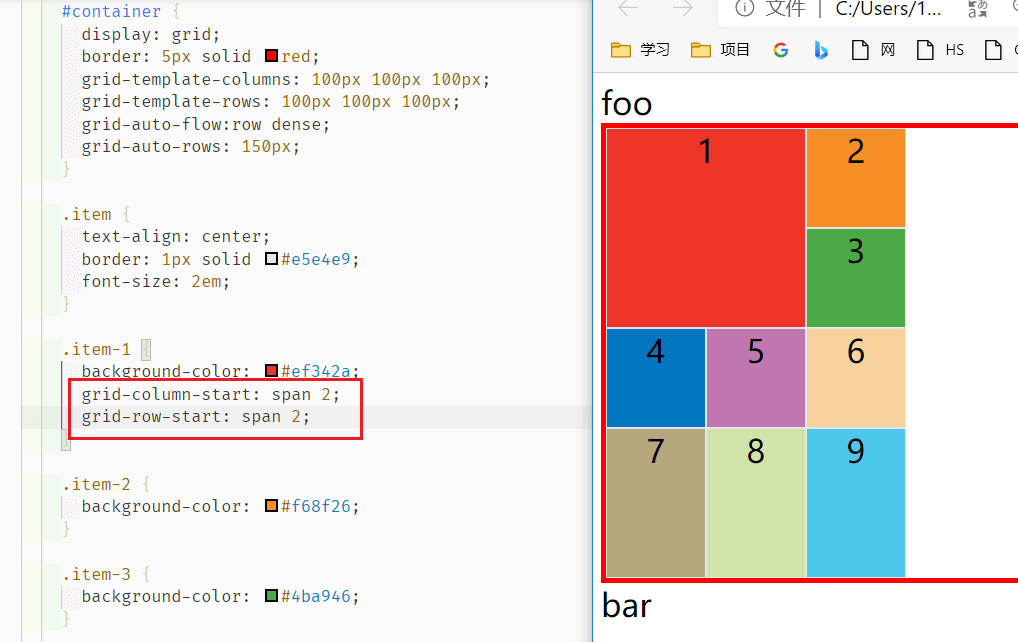 #container {
display: grid;
border: 5px solid red;
grid-template-columns: 100px 100px 100px;
grid-template-rows: 100px 100px 100px;
grid-auto-flow:row dense;
grid-auto-rows: 150px;
}
.item {
text-align: center;
border: 1px solid #e5e4e9;
font-size: 2em;
}
.item-1 {
background-color: #ef342a;
grid-column-start: span 2;
grid-row-start: span 2;
}
.item-2 {
background-color: #f68f26;
}
.item-3 {
background-color: #4ba946;
}
文件 | C:/Users/1...
学习 项目 网 HS
foo
1 2
3
4 5 6
7 8 9
bar